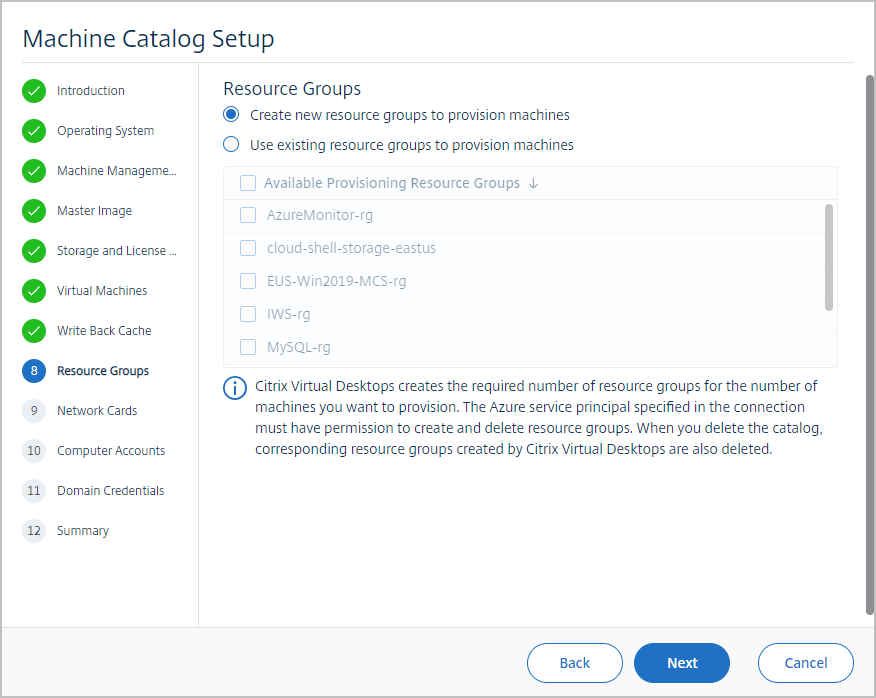 Machine Catalog Setup
Introduction
Operating System
Machine Manageme...
Master Image
Storage and License ...
Virtual Machines
Write Back Cache
8 Resource Groups
9 Network Cards
10 Computer Accounts
11 Domain Credentials
12 Summary
Resource Groups
Create new resource groups to provision machines
Use existing resource groups to provision machines
Available Provisioning Resource Groups ↓
AzureMonitor-rg
cloud-shell-storage-eastus
EUS-Win2019-MCS-rg
IWS-rg
MySQL-rg
Citrix Virtual Desktops creates the required number of resource groups for the number of
machines you want to provision. The Azure service principal specified in the connection
must have permission to create and delete resource groups. When you delete the catalog,
corresponding resource groups created by Citrix Virtual Desktops are also deleted.
Back
Next
Cancel